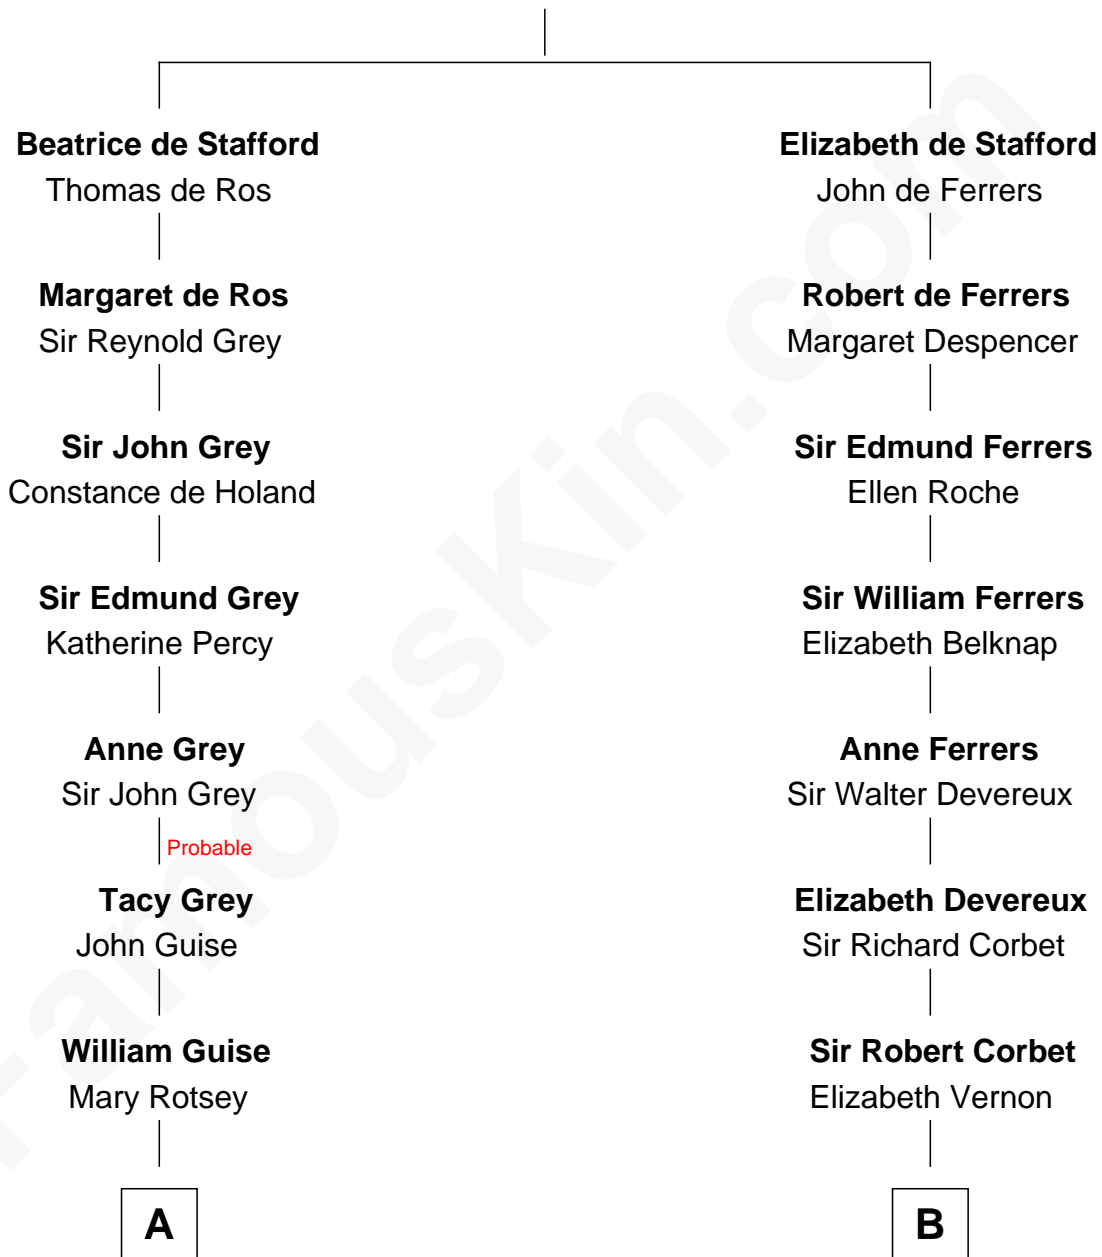 Beatrice de Stafford
Thomas de Ros
Margaret de Ros
Sir Reynold Grey
Sir John Grey
Constance de Holand
Sir Edmund Grey
Katherine Percy
Anne Grey
Sir John Grey
Probable
Tacy Grey
John Guise
William Guise
Mary Rotsey
A
Elizabeth de Stafford
John de Ferrers
Robert de Ferrers
Margaret Despencer
Sir Edmund Ferrers
Ellen Roche
Sir William Ferrers
Elizabeth Belknap
Anne Ferrers
Sir Walter Devereux
Elizabeth Devereux
Sir Richard Corbet
Sir Robert Corbet
Elizabeth Vernon
B
FamousKin.com